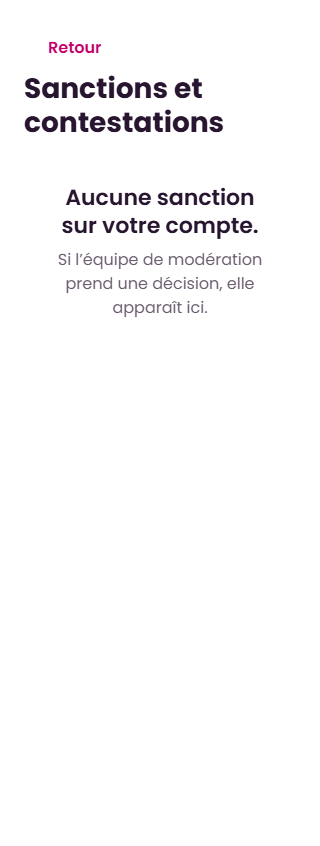 Retour
Sanctions et
contestations
Aucune sanction
sur votre compte.
Si l’équipe de modération
prend une décision, elle
apparaît ici.